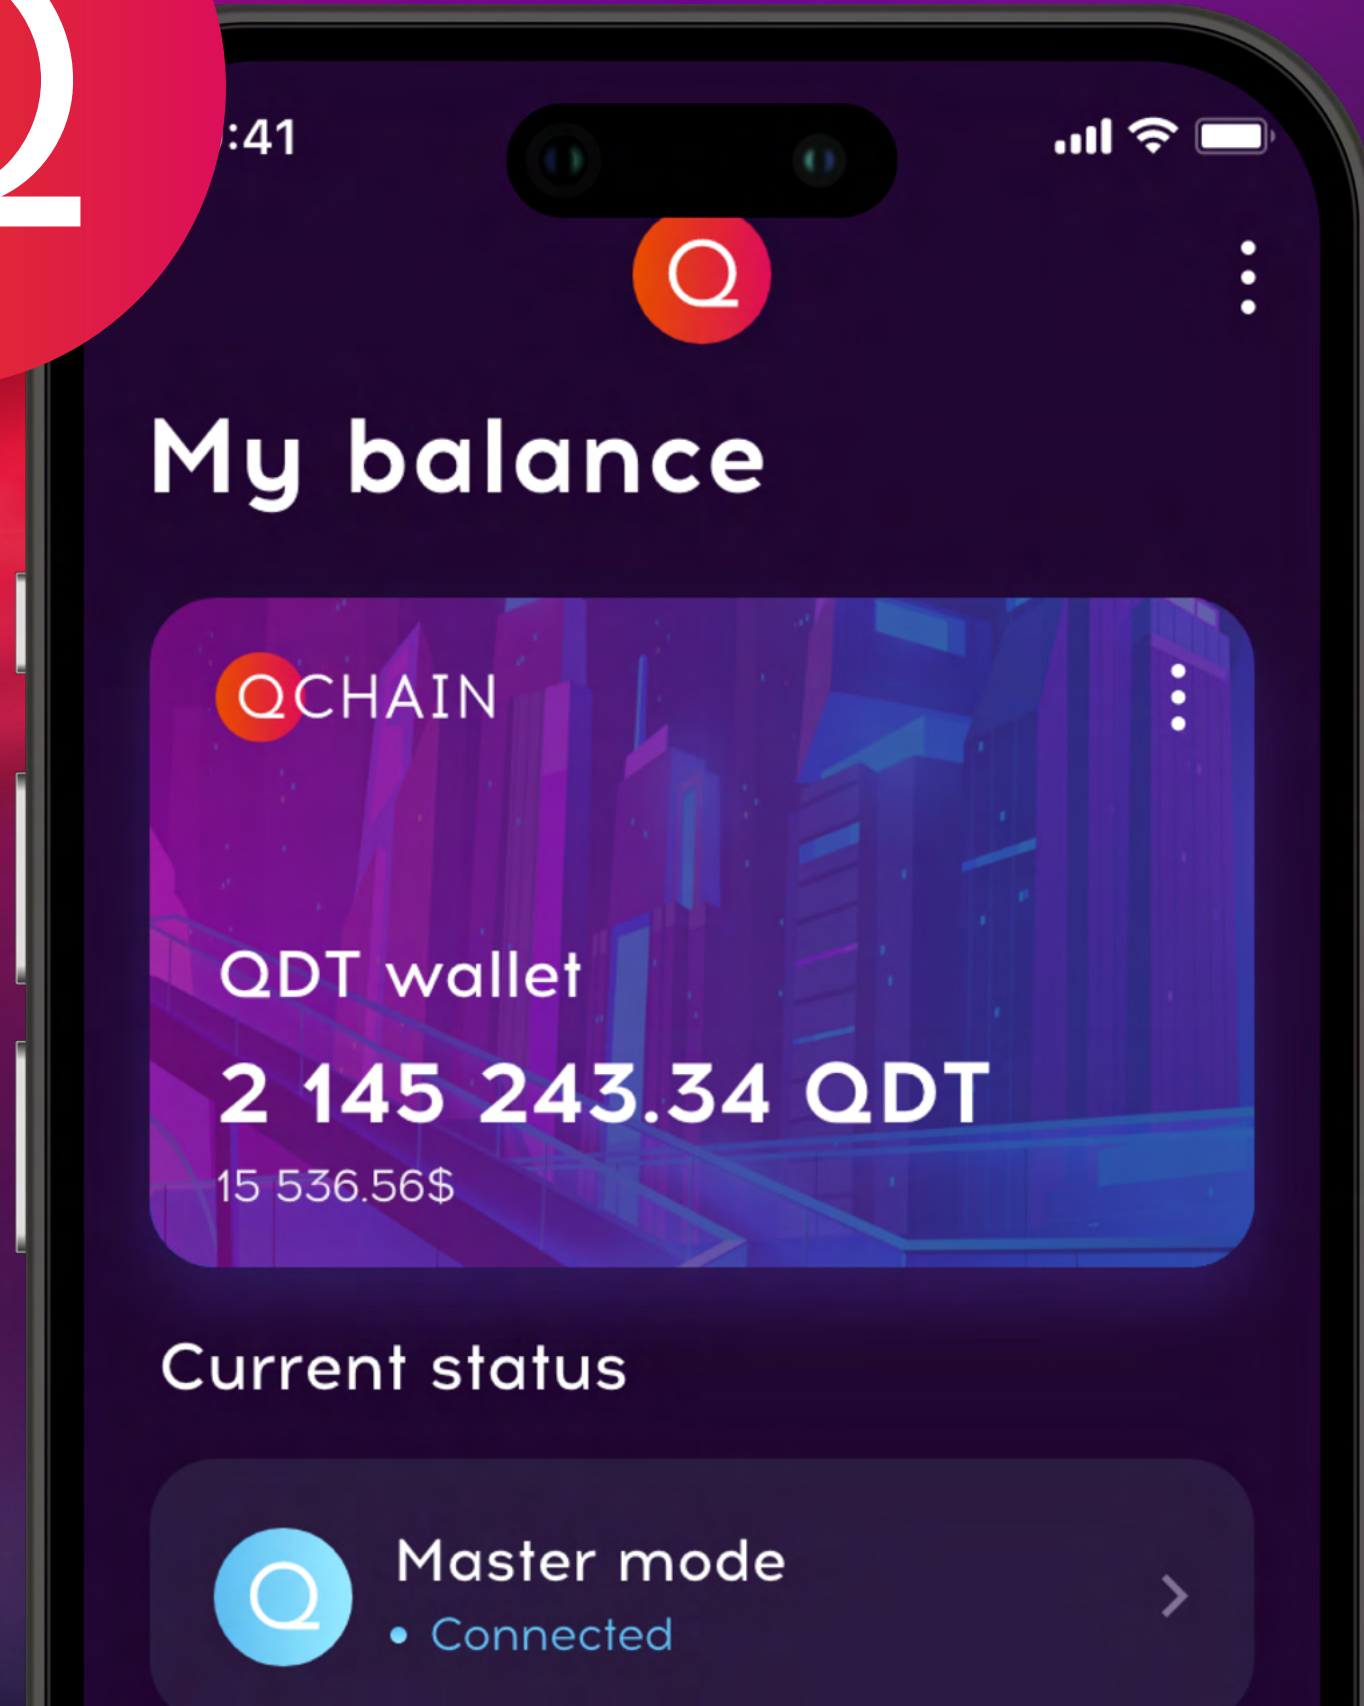 Q
:41
Q
My balance
QCHAIN
QDT wallet
2 145 243.34 QDT
15 536.56$
Current status
Q
Master mode
• Connected